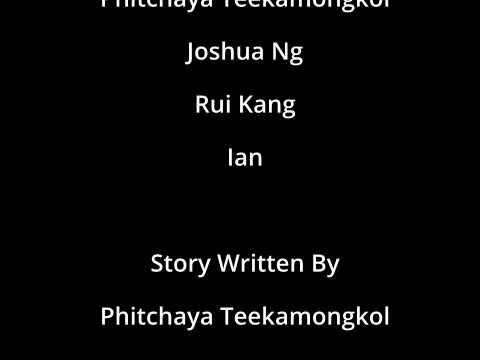 Phitchaya Teekamongkol
Joshua Ng
Rui Kang
Ian
Story Written By
Phitchaya Teekamongkol